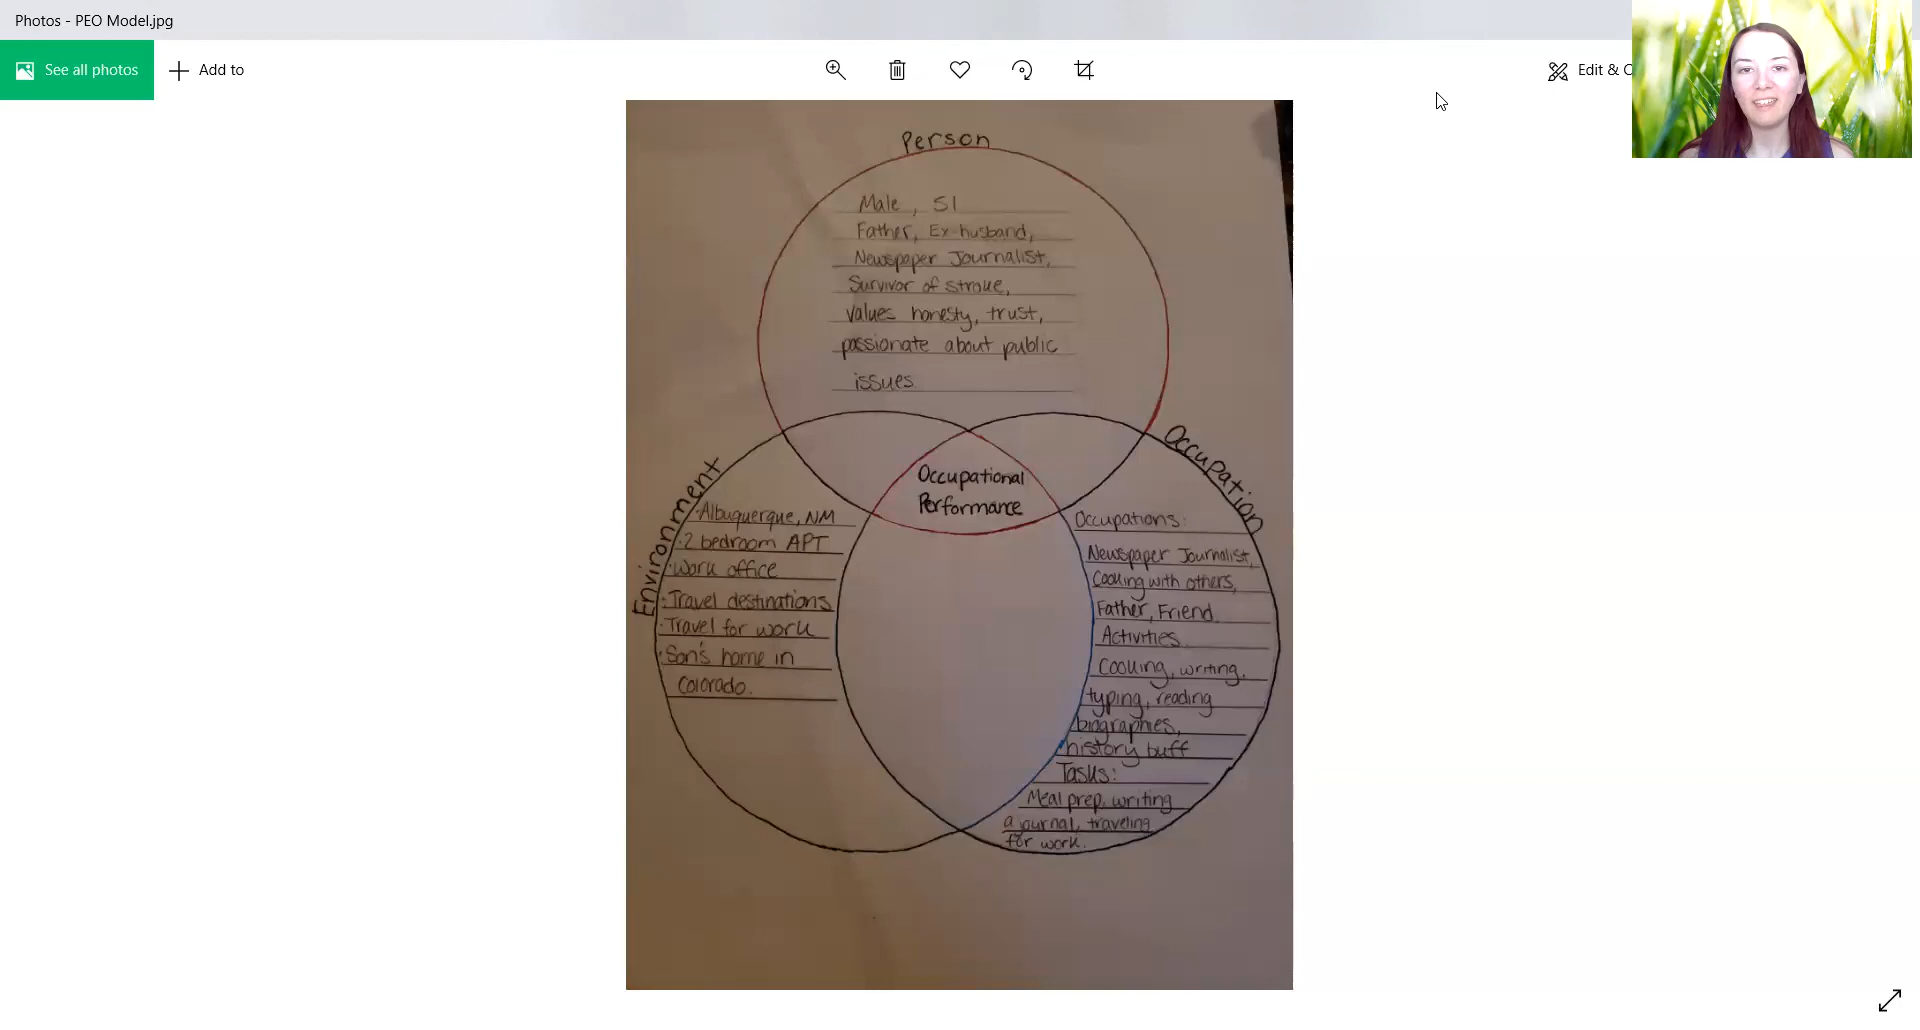 Photos - PEO Model.jpg
See all photos
Add to
Edit & C
Person
Male, 51
Father, Ex-husband,
Newspaper Journalist,
Survivor of stroke,
values honesty, trust,
passionate about public
issues
Environment
· Albuquerque, NM
· 2 bedroom APT
· Work office
· Travel destinations
· Travel for work
· Son's home in
Colorado.
Occupational
Performance
Occupation
Occupations:
Newspaper Journalist,
Cooking with others,
Father, Friend
Activities
Cooking, writing,
typing, reading
biographies,
history buff
Tasks:
Meal prep, writing
a journal, traveling
for work.